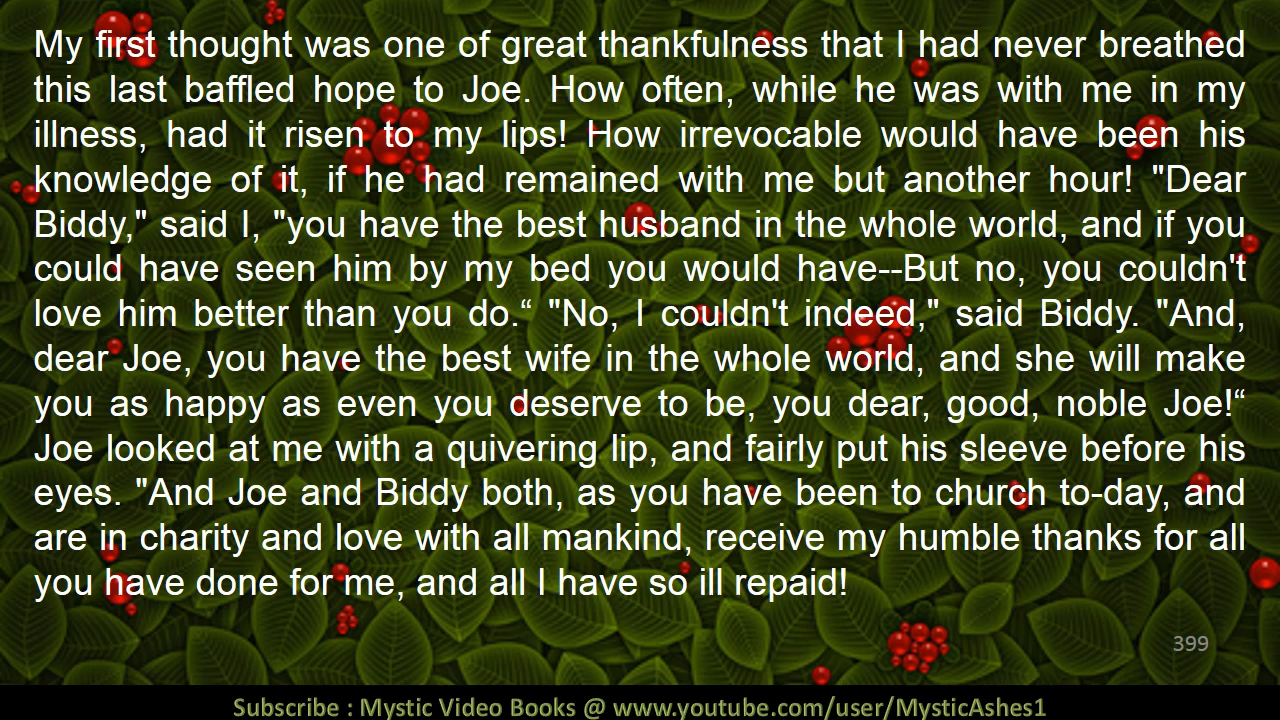 My first thought was one of great thankfulness that I had never breathed
this last baffled hope to Joe. How often, while he was with me in my
illness, had it risen to my lips! How irrevocable would have been his
knowledge of it, if he had remained with me but another hour! "Dear
Biddy," said I, "you have the best husband in the whole world, and if you
could have seen him by my bed you would have--But no, you couldn't
love him better than you do.“ "No, I couldn't indeed," said Biddy. "And,
dear Joe, you have the best wife in the whole world, and she will make
you as happy as even you deserve to be, you dear, good, noble Joe!“
Joe looked at me with a quivering lip, and fairly put his sleeve before his
eyes. "And Joe and Biddy both, as you have been to church to-day, and
are in charity and love with all mankind, receive my humble thanks for all
you have done for me, and all I have so ill repaid!
399
Subscribe : Mystic Video Books @ www.youtube.com/user/MysticAshes1